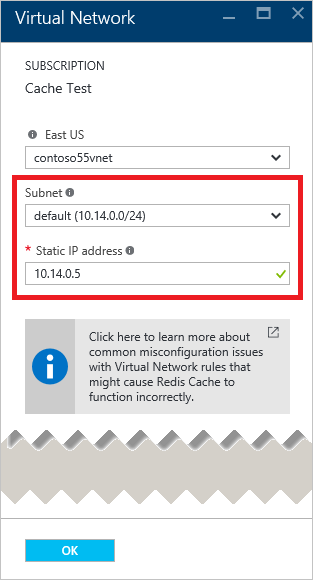 Virtual Network
SUBSCRIPTION
Cache Test
East US
contoso55vnet
Subnet
default (10.14.0.0/24)
* Static IP address
10.14.0.5
Click here to learn more about
common misconfiguration issues
with Virtual Network rules that
might cause Redis Cache to
function incorrectly.
OK